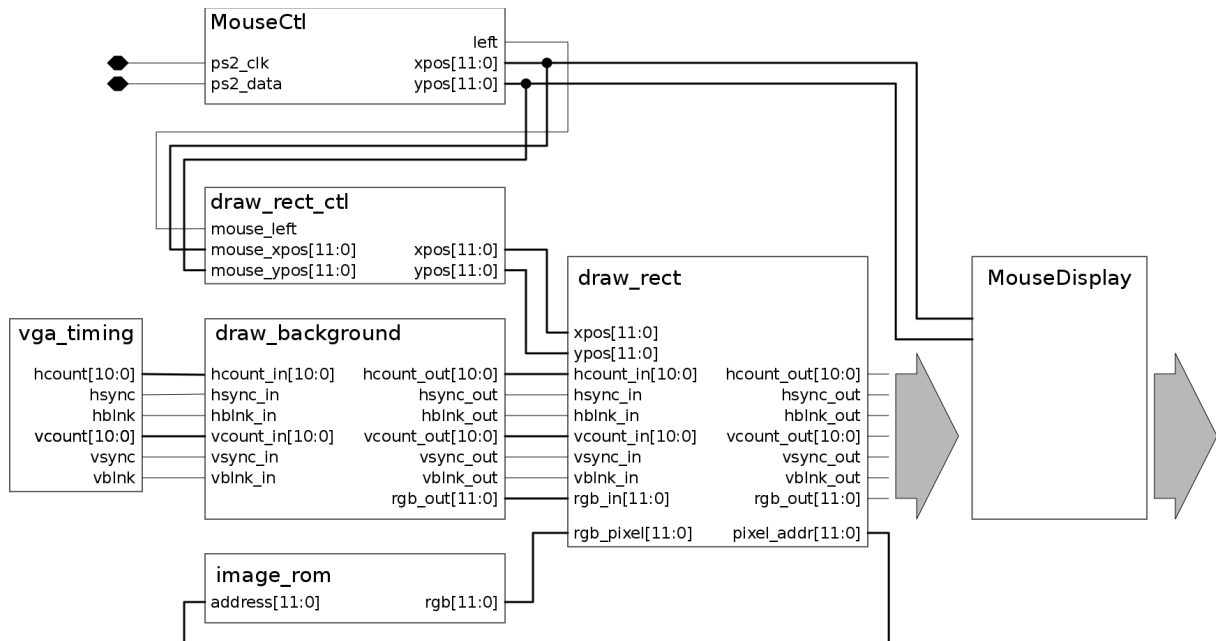 MouseCtl
left
ps2_clk xpos[11:0]
ps2_data ypos[11:0]
draw_rect_ctl
mouse_left
mouse_xpos[11:0] xpos[11:0]
mouse_ypos[11:0] ypos[11:0]
draw_rect
xpos[11:0]
ypos[11:0]
hcount_in[10:0] hcount_out[10:0]
hsync_in hsync_out
hblnk_in hblnk_out
vcount_in[10:0] vcount_out[10:0]
vsync_in vsync_out
vblnk_in vblnk_out
rgb_in[11:0] rgb_out[11:0]
rgb_pixel[11:0] pixel_addr[11:0]
MouseDisplay
vga_timing
hcount[10:0]
hsync
hblnk
vcount[10:0]
vsync
vblnk
draw_background
hcount_in[10:0] hcount_out[10:0]
hsync_in hsync_out
hblnk_in hblnk_out
vcount_in[10:0] vcount_out[10:0]
vsync_in vsync_out
vblnk_in vblnk_out
rgb_out[11:0]
image_rom
address[11:0] rgb[11:0]